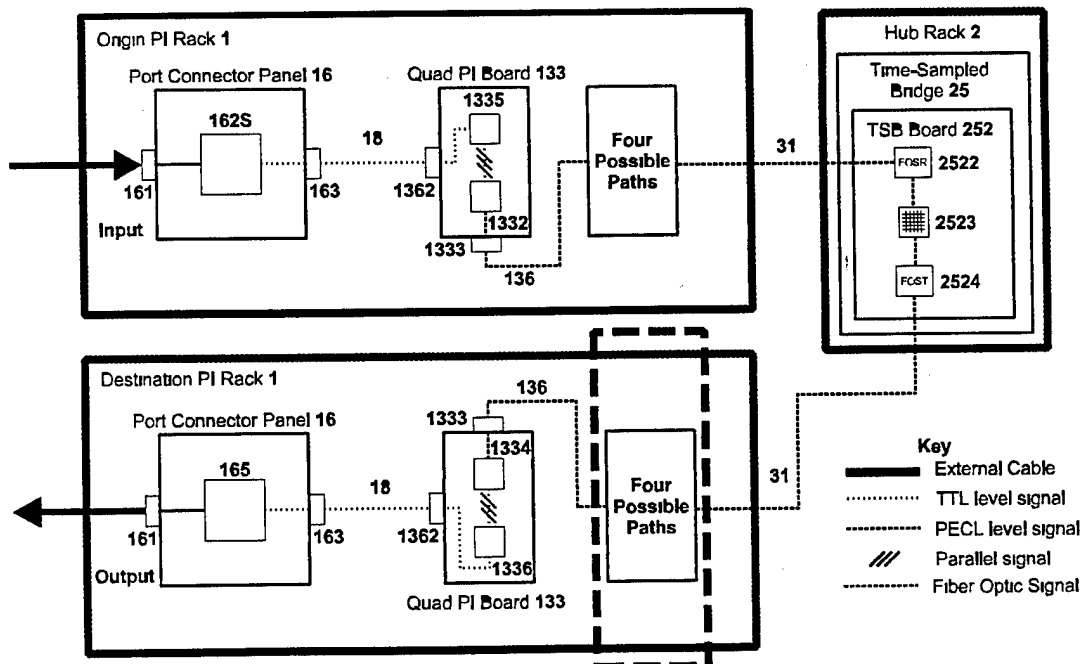 Origin PI Rack 1
Port Connector Panel 16
162S
161
163
Input
18
Quad PI Board 133
1335
1362
1332
1333
136
Four
Possible
Paths
31
Hub Rack 2
Time-Sampled
Bridge 25
TSB Board 252
FOSR
2522
2523
FOST
2524
Destination PI Rack 1
Port Connector Panel 16
165
161
163
Output
18
136
1333
1334
1362
1336
Quad PI Board 133
Four
Possible
Paths
31
Key
External Cable
TTL level signal
PECL level signal
Parallel signal
Fiber Optic Signal